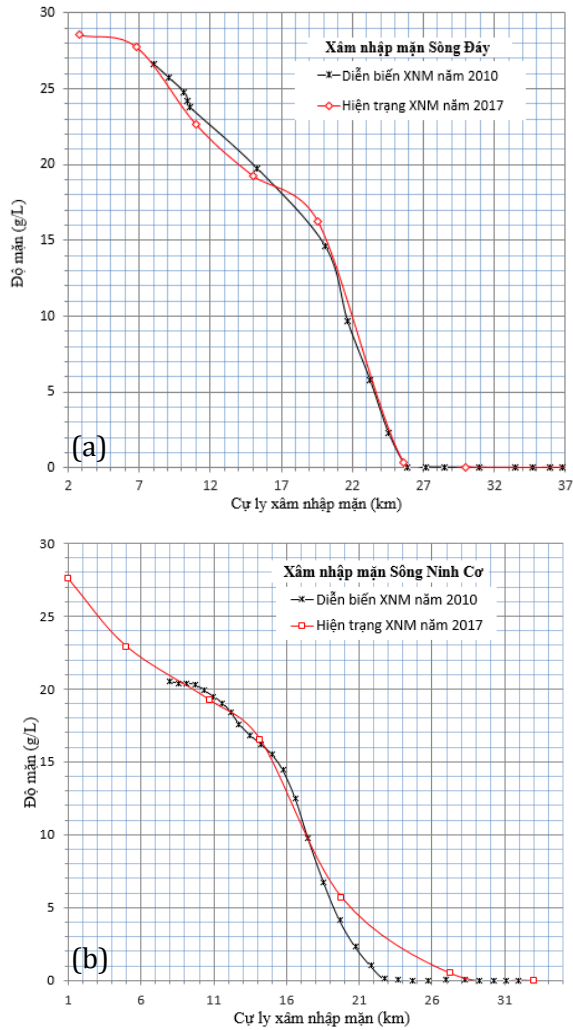 30
25
20
15
10
5
0
Độ mặn (g/L)
Xâm nhập mặn Sông Đáy
Diễn biến XNM năm 2010
Hiện trạng XNM năm 2017
(a)
2 7 12 17 22 27 32 37
Cự ly xâm nhập mặn (km)
30
25
20
15
10
5
0
Độ mặn (g/L)
Xâm nhập mặn Sông Ninh Cơ
Diễn biến XNM năm 2010
Hiện trạng XNM năm 2017
(b)
1 6 11 16 21 26 31
Cự ly xâm nhập mặn (km)